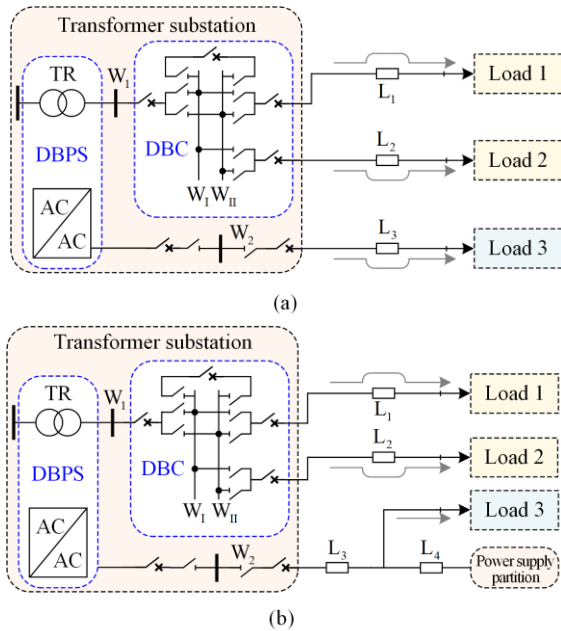 Transformer substation
TR
W1
DBPS
DBC
WI WII
AC
AC
W2
L1
Load 1
L2
Load 2
L3
Load 3
(a)
Transformer substation
TR
W1
DBPS
DBC
WI WII
AC
AC
W2
L1
Load 1
L2
Load 2
Load 3
L3
L4
Power supply
partition
(b)